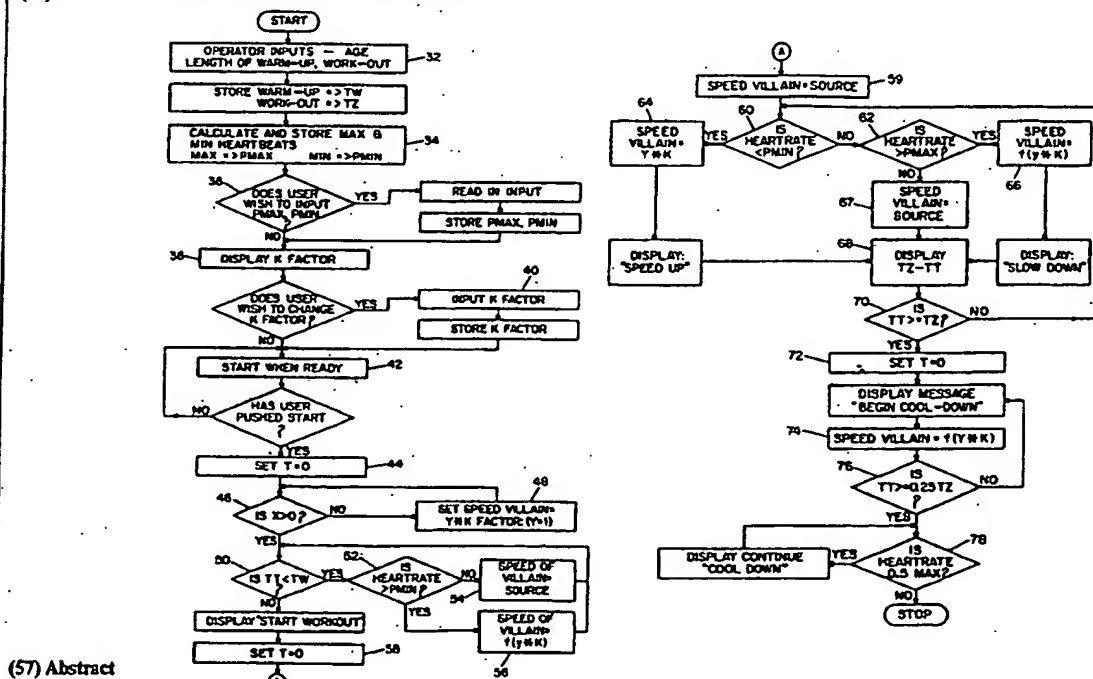 START
OPERATOR INPUTS — AGE
LENGTH OF WARM-UP, WORK-OUT
32
STORE WARM-UP =>TW
WORK-OUT =>TZ
CALCULATE AND STORE MAX &
MIN HEARTBEATS
MAX =>PMAX MIN =>PMIN
34
36
DOES USER
WISH TO INPUT
PMAX, PMIN
?
YES
NO
READ IN INPUT
STORE PMAX, PMIN
38
DISPLAY K FACTOR
DOES USER
WISH TO CHANGE
K FACTOR?
YES
NO
40
INPUT K FACTOR
STORE K FACTOR
START WHEN READY
42
HAS USER
PUSHED START
?
NO
YES
SET T=0
44
46
IS X>0?
NO
YES
48
SET SPEED VILLAIN=
Y*K FACTOR:(Y=1)
50
IS TT<TW
?
YES
NO
52
IS
HEARTRATE
>PMIN?
NO
YES
SPEED OF
VILLAIN=
SOURCE
54
SPEED OF
VILLAIN=
f(y*K)
56
DISPLAY START WORKOUT
SET T=0
58
A
A
SPEED VILLAIN=SOURCE
59
60
IS
HEARTRATE
<PMIN?
YES
NO
64
SPEED
VILLAIN=
Y*K
62
IS
HEARTRATE
>PMAX?
YES
NO
SPEED
VILLAIN=
f(y*K)
66
67
SPEED
VILLAIN=
SOURCE
DISPLAY:
"SPEED UP"
68
DISPLAY
TZ-TT
DISPLAY:
"SLOW DOWN"
70
IS
TT>=TZ?
NO
YES
72
SET T=0
DISPLAY MESSAGE
"BEGIN COOL-DOWN"
74
SPEED VILLAIN = f(Y*K)
76
IS
TT>=0.25TZ
?
NO
YES
DISPLAY CONTINUE
"COOL DOWN"
YES
IS
HEARTRATE
0.5 MAX?
78
NO
STOP
(57) Abstract